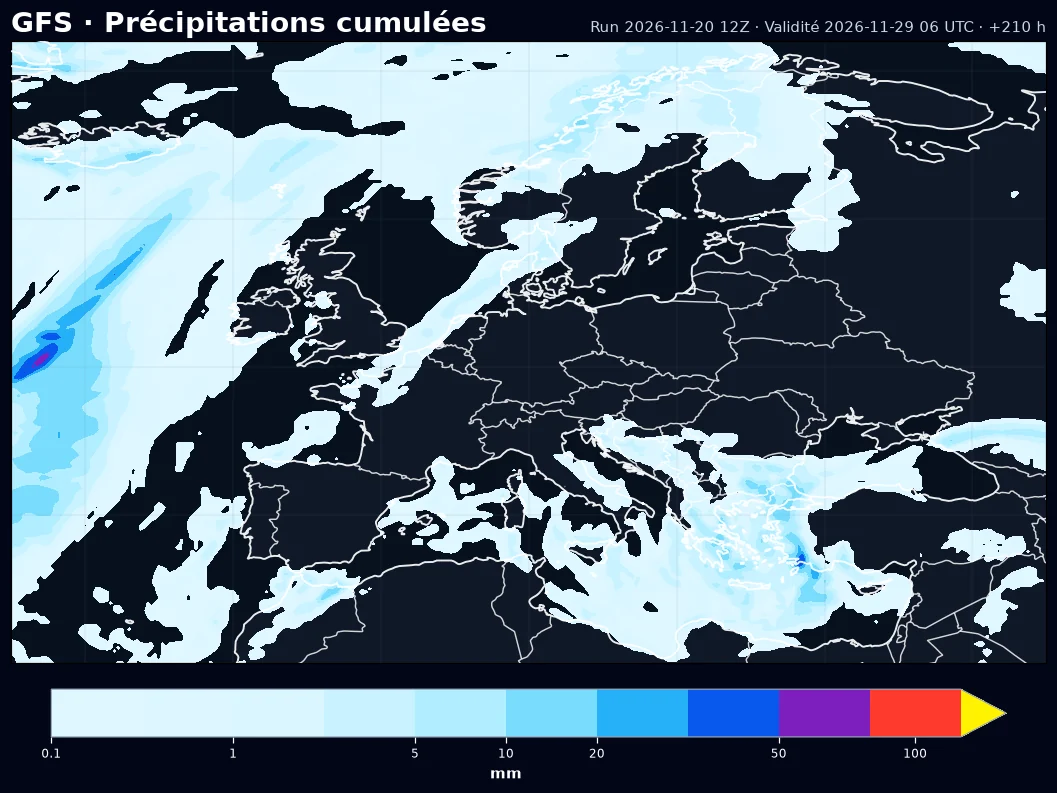 GFS · Précipitations cumulées
Run 2026-11-20 12Z · Validité 2026-11-29 06 UTC · +210 h
0.1 1 5 10 20 50 100
mm